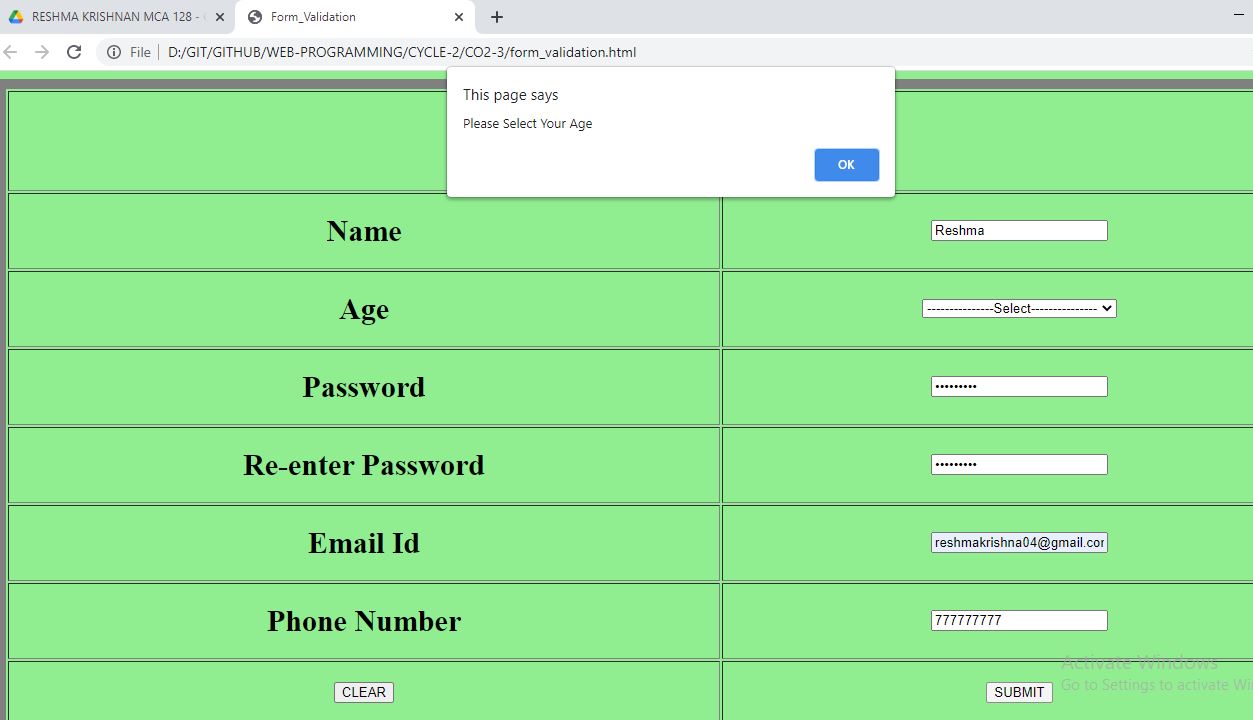 RESHMA KRISHNAN MCA 128 -
Form_Validation
File | D:/GIT/GITHUB/WEB-PROGRAMMING/CYCLE-2/CO2-3/form_validation.html
This page says
Please Select Your Age
OK
Name Reshma
Age ---------------Select---------------
Password •••••••••
Re-enter Password •••••••••
Email Id reshmakrishna04@gmail.cor
Phone Number 777777777
Activate Windows
Go to Settings to activate Wi
CLEAR SUBMIT